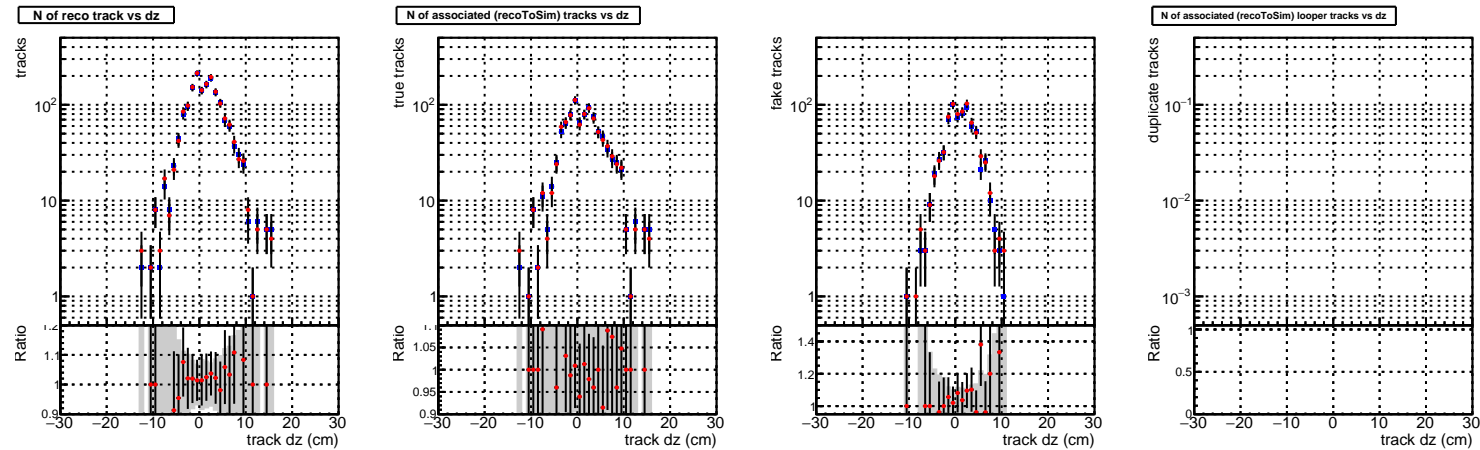 N of reco track vs dz
tracks
10²
10
1
Ratio
1.2
1.1
1
0.9
−30 −20 −10 0 10 20 30
track dz (cm)
N of associated (recoToSim) tracks vs dz
true tracks
10²
10
1
Ratio
1.05
1
0.95
0.9
−30 −20 −10 0 10 20 30
track dz (cm)
fake tracks
10²
10
1
Ratio
1.4
1.2
1
−30 −20 −10 0 10 20 30
track dz (cm)
N of associated (recoToSim) looper tracks vs dz
duplicate tracks
10⁻¹
10⁻²
10⁻³
Ratio
1
0.5
0
−30 −20 −10 0 10 20 30
track dz (cm)